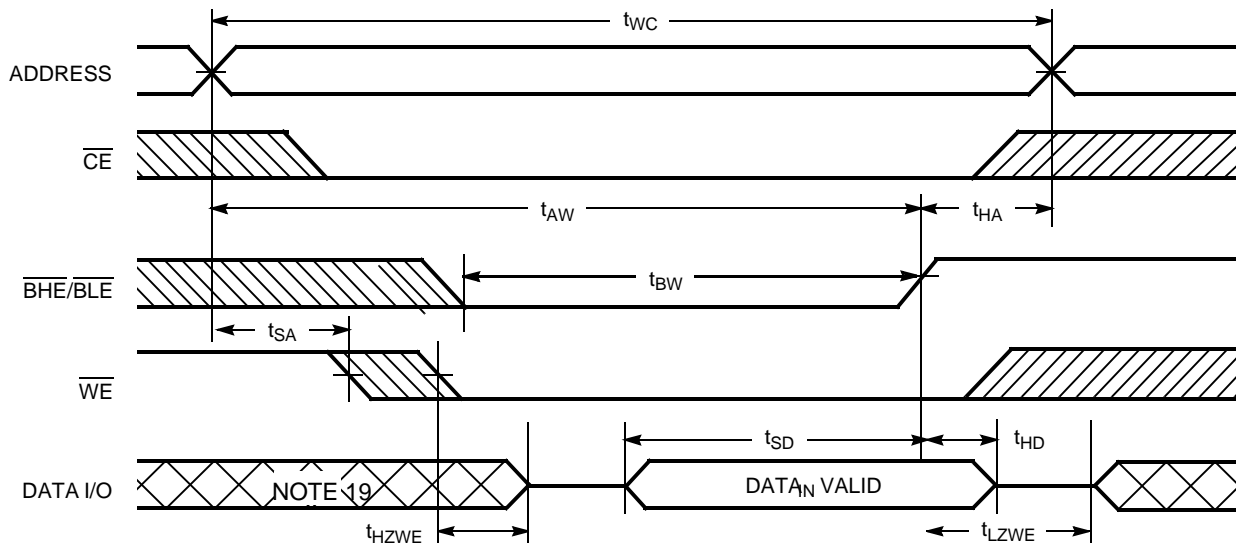 tWC
ADDRESS
CE
tAW
tHA
BHE/BLE
tBW
tSA
WE
tSD
tHD
DATA I/O
NOTE 19
DATAIN VALID
tHZWE
tLZWE